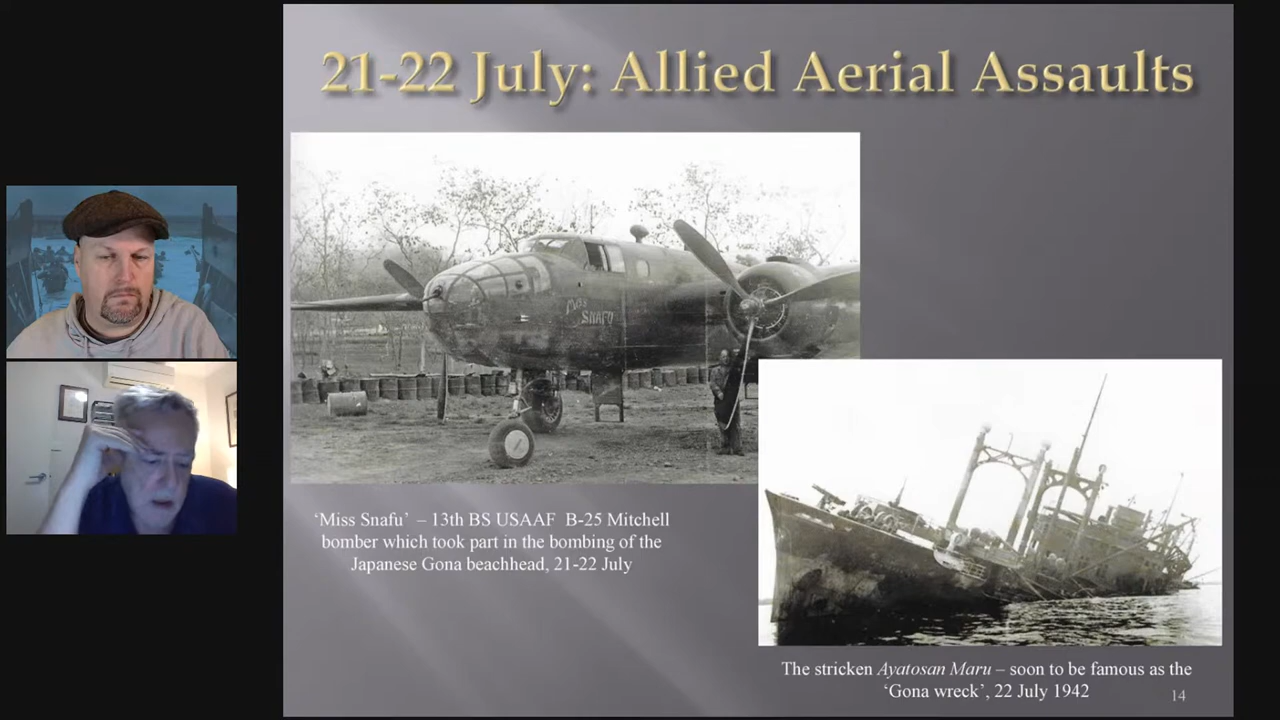 21-22 July: Allied Aerial Assaults
Miss
SNAFU
‘Miss Snafu’ – 13th BS USAAF B-25 Mitchell
bomber which took part in the bombing of the
Japanese Gona beachhead, 21-22 July
The stricken Ayatosan Maru – soon to be famous as the
‘Gona wreck’, 22 July 1942
14